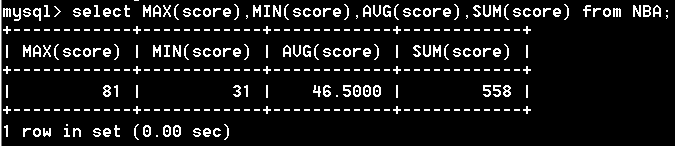 mysql> select MAX(score),MIN(score),AVG(score),SUM(score) from NBA;
+------------+------------+------------+------------+
| MAX(score) | MIN(score) | AVG(score) | SUM(score) |
+------------+------------+------------+------------+
|         81 |         31 |    46.5000 |        558 |
+------------+------------+------------+------------+
1 row in set (0.00 sec)